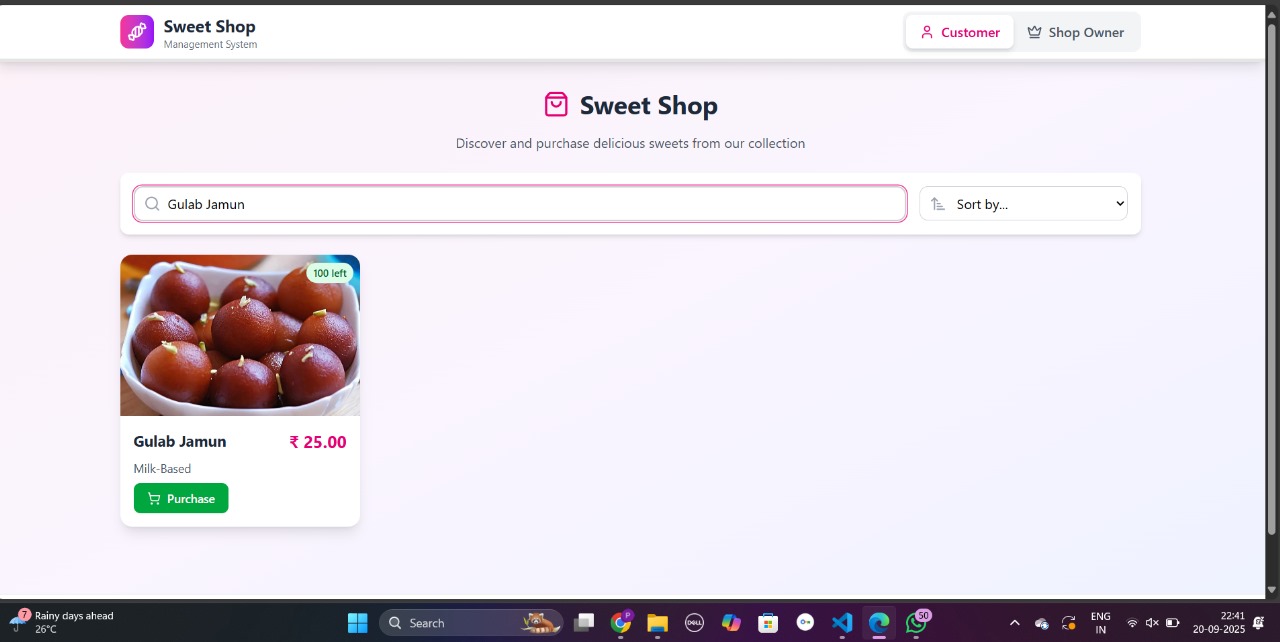 Sweet Shop
Management System
Customer
Shop Owner
Sweet Shop
Discover and purchase delicious sweets from our collection
Gulab Jamun
Sort by...
100 left
Gulab Jamun
₹ 25.00
Milk-Based
Purchase
7
Rainy days ahead
26°C
Search
P
DELL
50
ENG
IN
22:41
20-09-2025